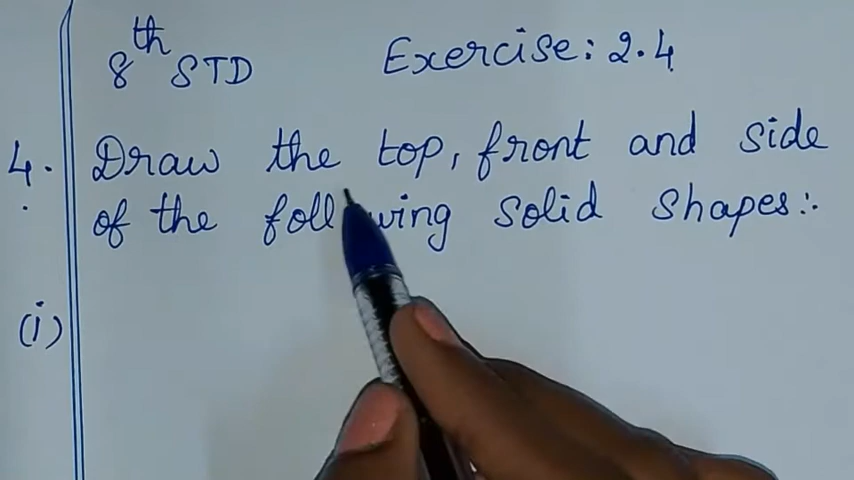 8th STD Exercise: 2.4
4. Draw the top, front and side
of the following solid shapes:.
(i)